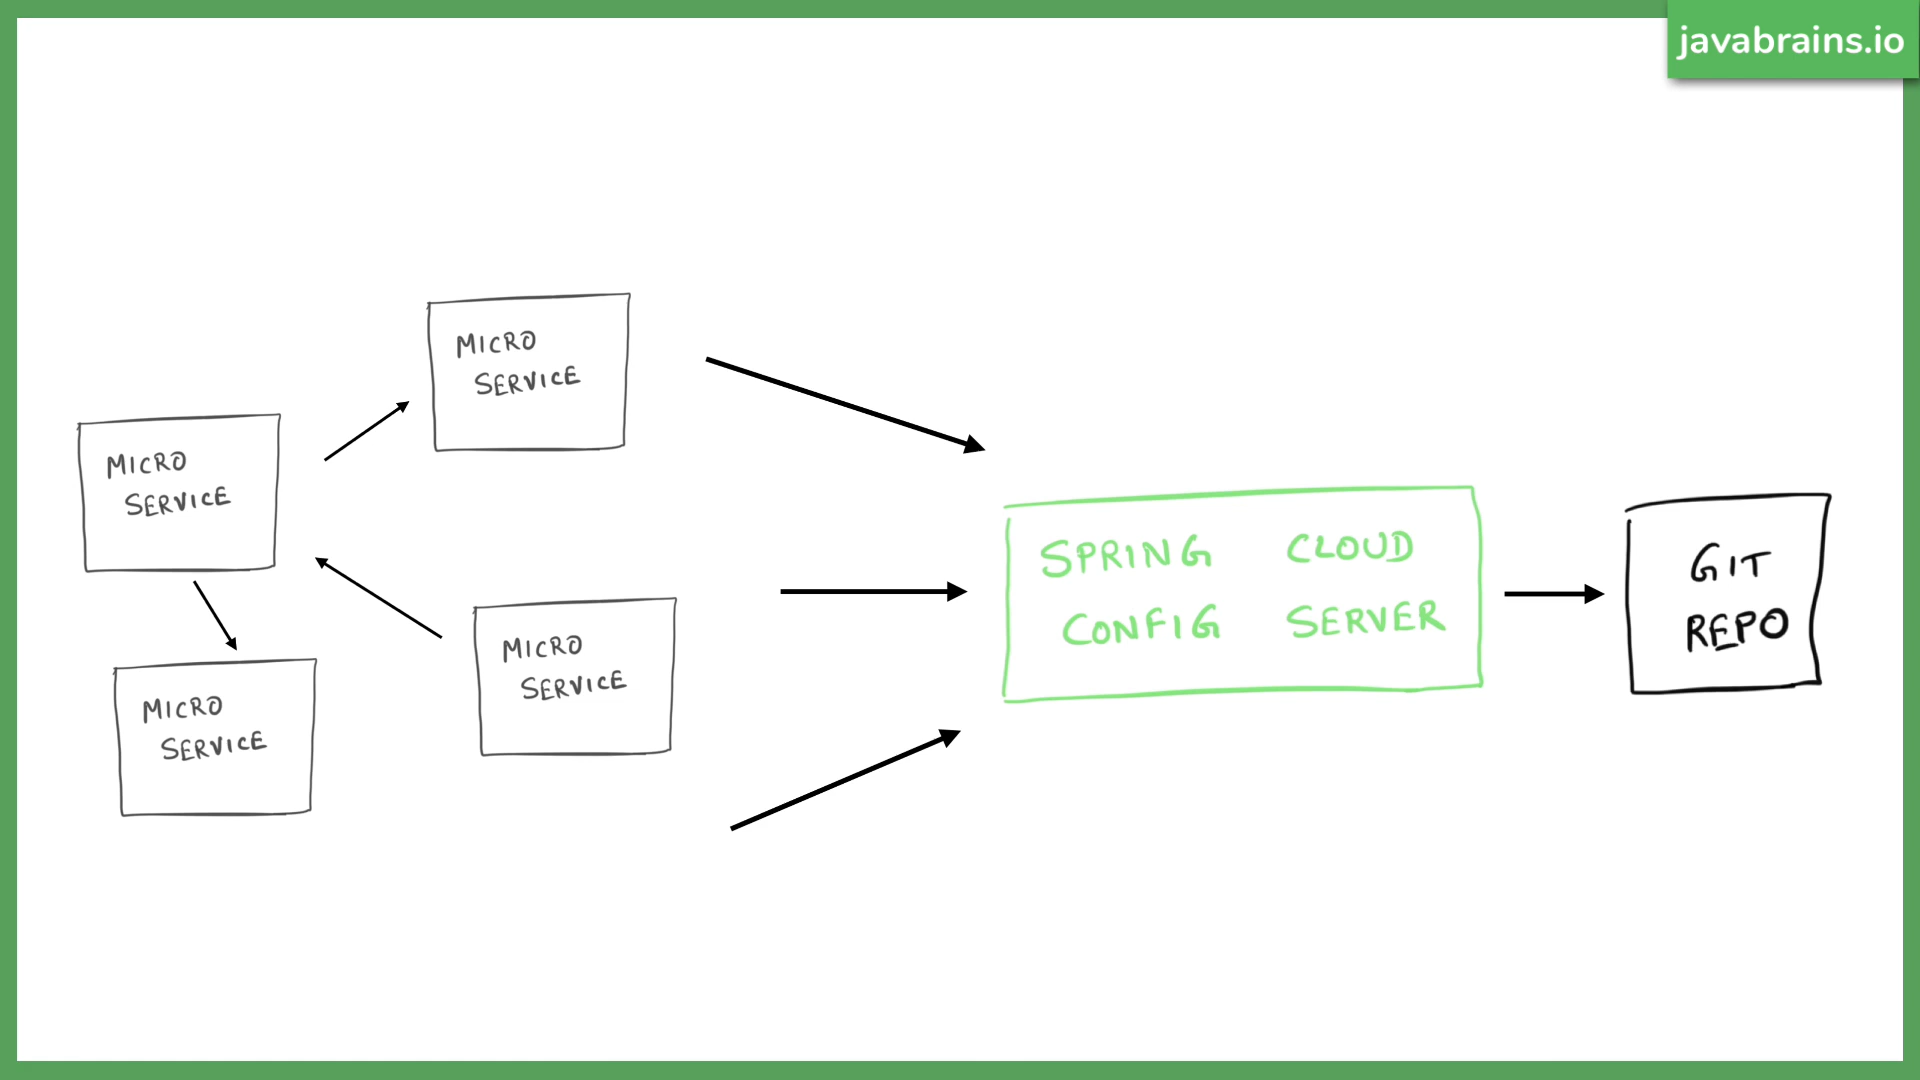 javabrains.io
MICRO
SERVICE
MICRO
SERVICE
MICRO
SERVICE
MICRO
SERVICE
SPRING CLOUD
CONFIG SERVER
GIT
REPO